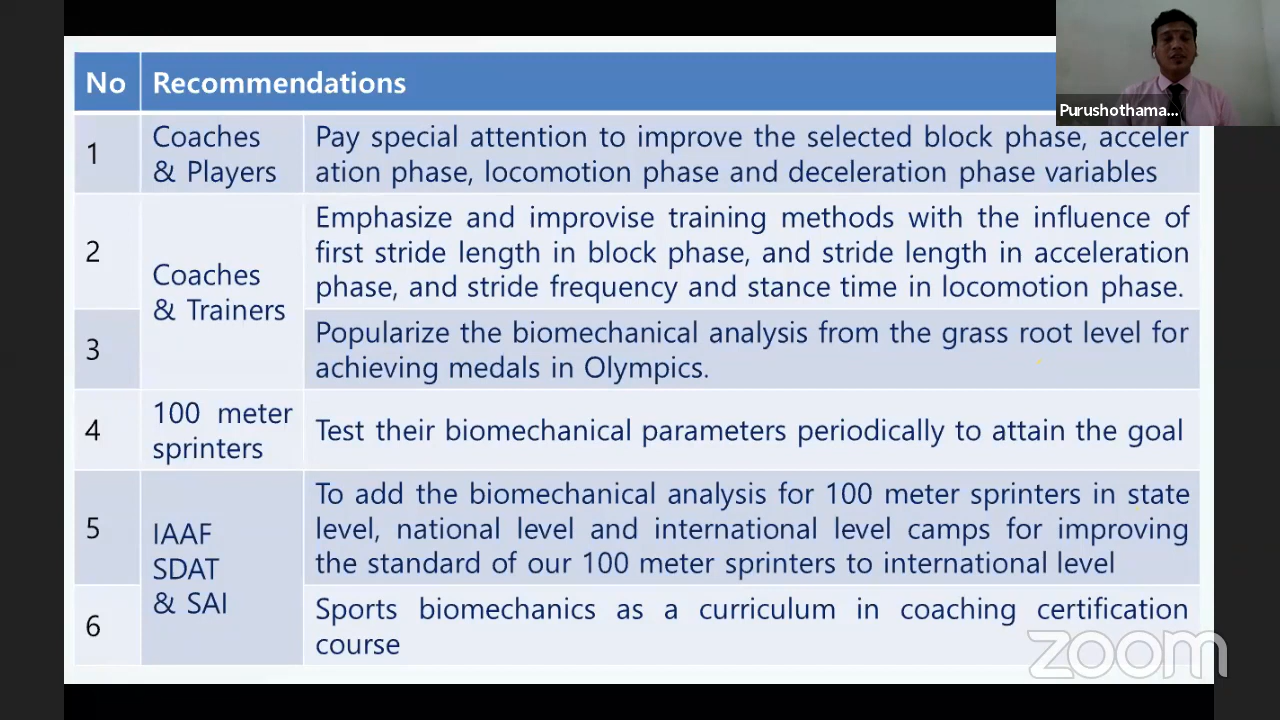 No Recommendations
Purushothama...
1
Coaches
& Players
Pay special attention to improve the selected block phase, acceler
ation phase, locomotion phase and deceleration phase variables
2
Coaches
& Trainers
Emphasize and improvise training methods with the influence of
first stride length in block phase, and stride length in acceleration
phase, and stride frequency and stance time in locomotion phase.
3
Popularize the biomechanical analysis from the grass root level for
achieving medals in Olympics.
4
100 meter
sprinters
Test their biomechanical parameters periodically to attain the goal
5
IAAF
SDAT
& SAI
To add the biomechanical analysis for 100 meter sprinters in state
level, national level and international level camps for improving
the standard of our 100 meter sprinters to international level
6
Sports biomechanics as a curriculum in coaching certification
course
zoom